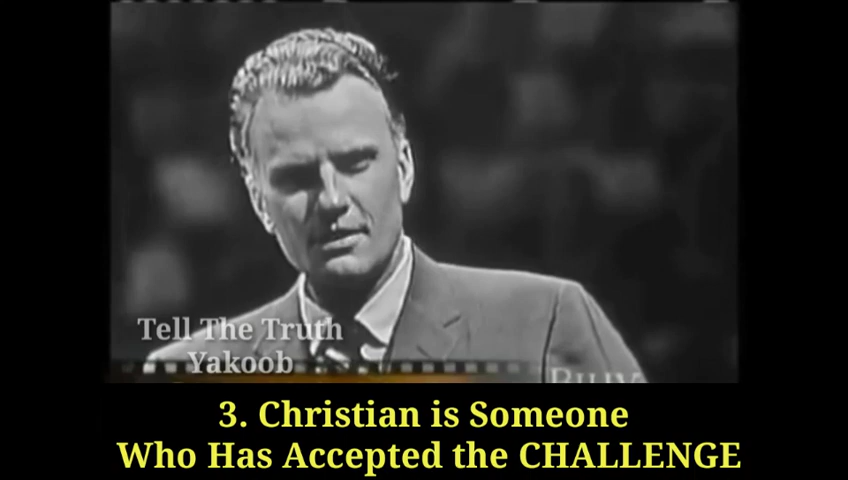 Tell The Truth
Yakoob
3. Christian is Someone
Who Has Accepted the CHALLENGE